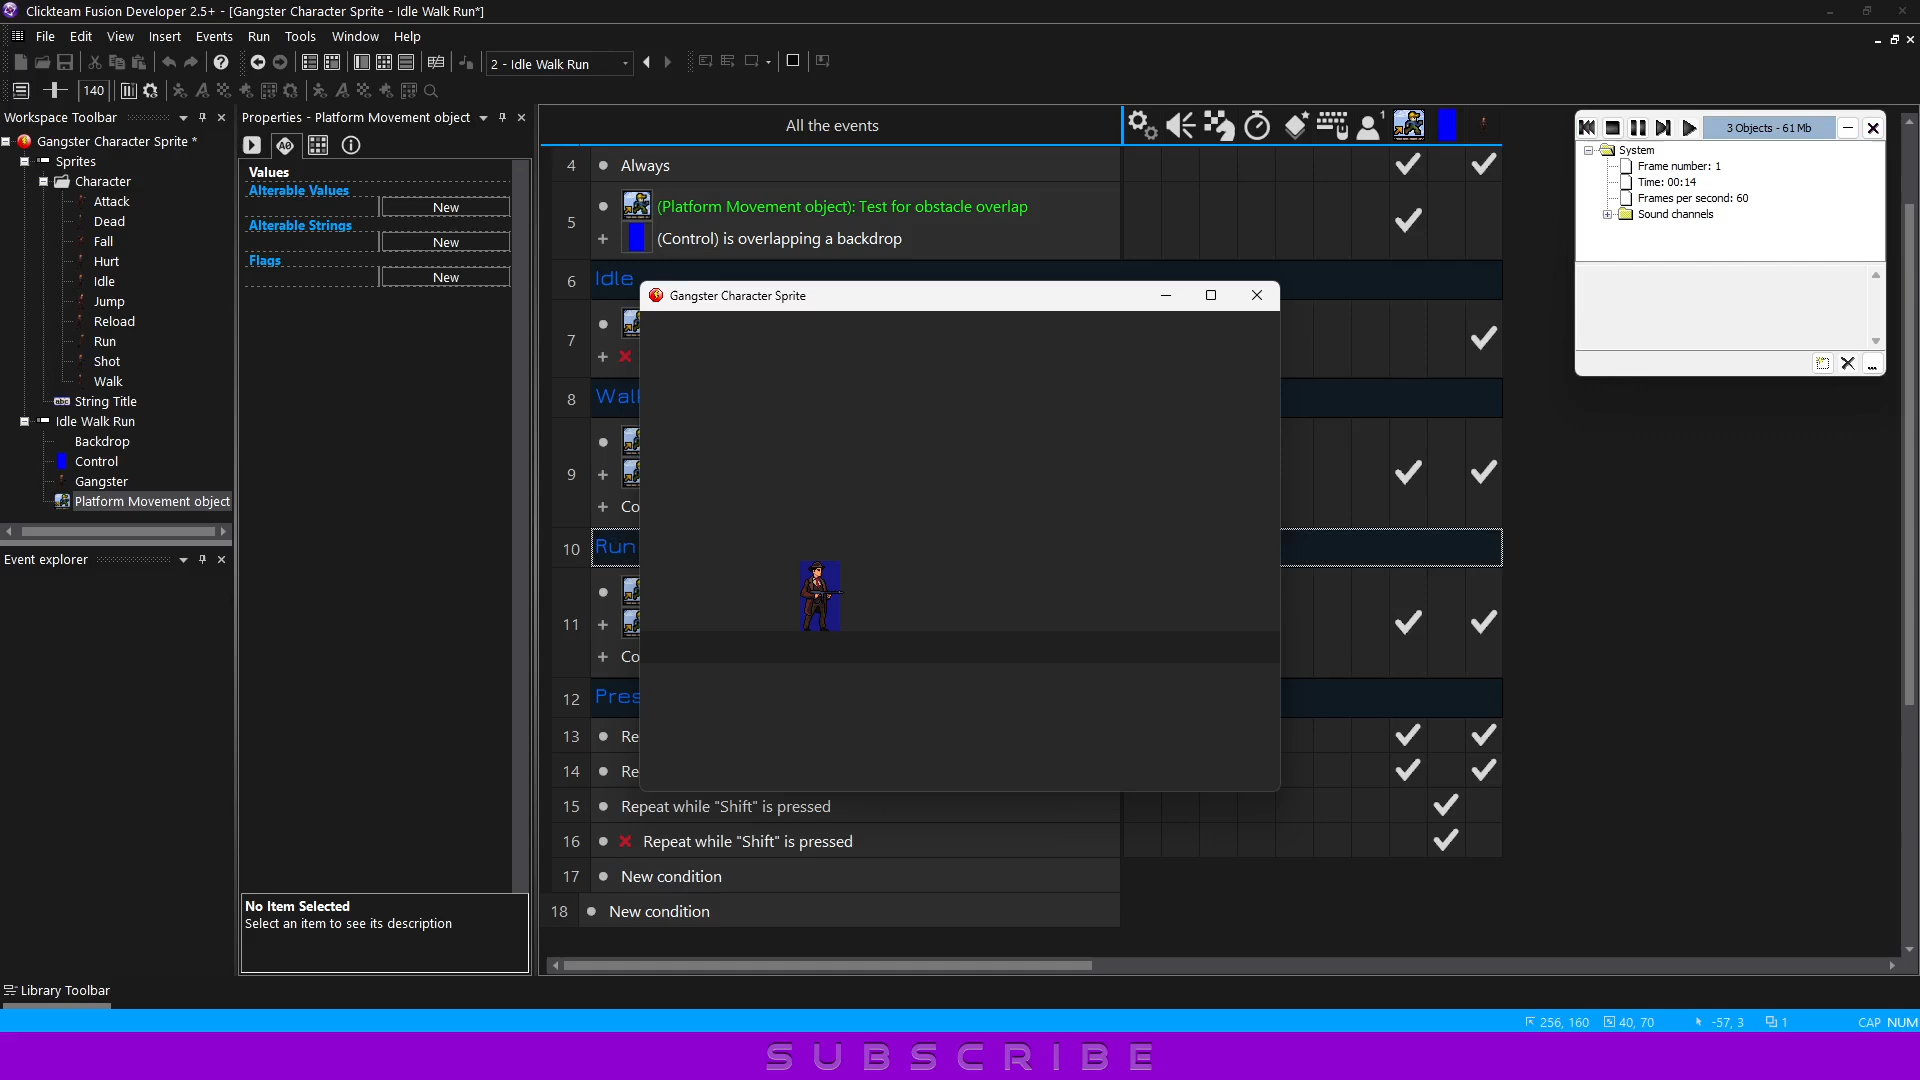 Clickteam Fusion Developer 2.5+ - [Gangster Character Sprite - Idle Walk Run*]
File Edit View Insert Events Run Tools Window Help
2 - Idle Walk Run
140
Workspace Toolbar
Gangster Character Sprite *
Sprites
Character
Attack
Dead
Fall
Hurt
Idle
Jump
Reload
Run
Shot
Walk
abc String Title
Idle Walk Run
Backdrop
Control
Gangster
Platform Movement object
Event explorer
Properties - Platform Movement object
Values
Alterable Values
New
Alterable Strings
New
Flags
New
No Item Selected
Select an item to see its description
All the events
4 Always
5 (Platform Movement object): Test for obstacle overlap
+ (Control) is overlapping a backdrop
6 Idle
Gangster Character Sprite
7
+
8 Wal
9
+
+ Co
10 Run
11
+
+ Co
12 Pres
13 Re
14 Re
15 Repeat while "Shift" is pressed
16 Repeat while "Shift" is pressed
17 New condition
18 New condition
3 Objects - 61 Mb
System
Frame number: 1
Time: 00:14
Frames per second: 60
Sound channels
...
Library Toolbar
256, 160 40, 70 -57, 3 1 CAP NUM
SUBSCRIBE